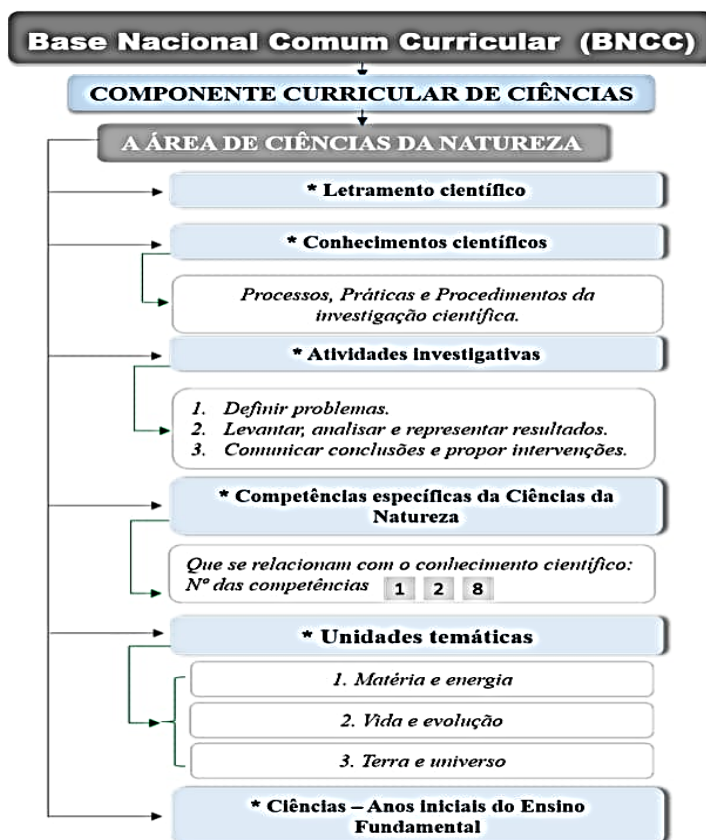 Base Nacional Comum Curricular (BNCC)
COMPONENTE CURRICULAR DE CIÊNCIAS
A ÁREA DE CIÊNCIAS DA NATUREZA
* Letramento científico
* Conhecimentos científicos
Processos, Práticas e Procedimentos da
investigação científica.
* Atividades investigativas
1. Definir problemas.
2. Levantar, analisar e representar resultados.
3. Comunicar conclusões e propor intervenções.
* Competências específicas da Ciências da
Natureza
Que se relacionam com o conhecimento científico:
Nº das competências 1 2 8
* Unidades temáticas
1. Matéria e energia
2. Vida e evolução
3. Terra e universo
* Ciências – Anos iniciais do Ensino
Fundamental